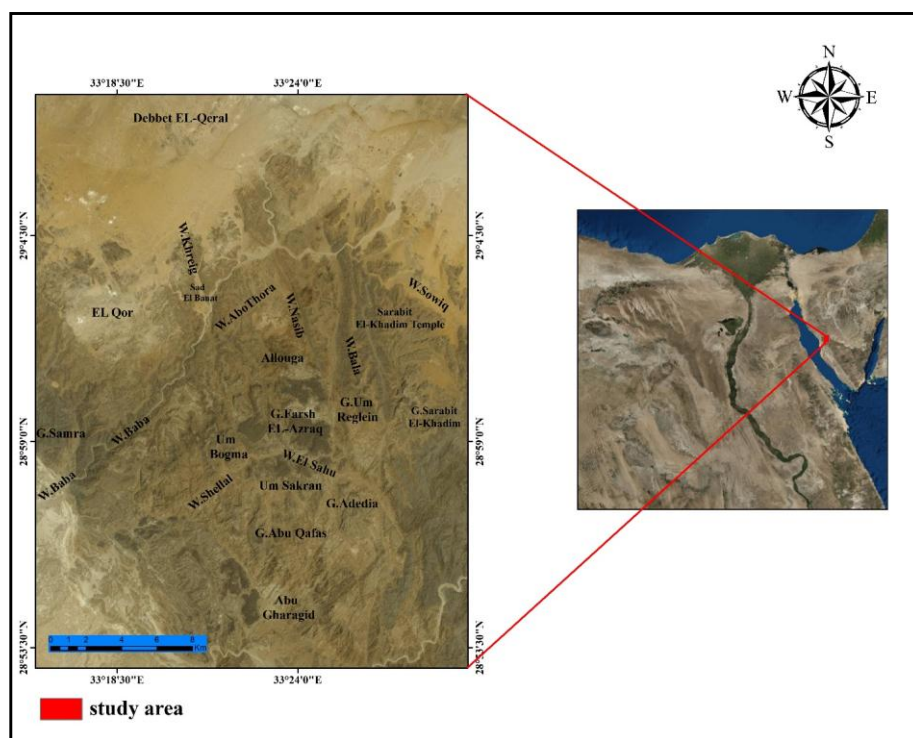 N
W E
S
33°18'30"E 33°24'0"E
Debbet EL-Qeral
29°4'30"N
29°4'30"N
W.Khreig
Sad
El Banat
W.AboThora
W.Nasib
W.Sowiq
EL Qor
Sarabit
El-Khadim Temple
W.Bala
Allouga
G.Um
Reglein
G.Farsh
EL-Azraq
G.Sarabit
El-Khadim
G.Samra
W.Baba
Um
Bogma
28°59'0"N
28°59'0"N
W.El Sahu
W.Baba
W.Shellal
Um Sakran
G.Adedia
G.Abu Qafas
Abu
Gharagid
28°53'30"N
28°53'30"N
0 1 2 4 6 8
Km
33°18'30"E 33°24'0"E
study area